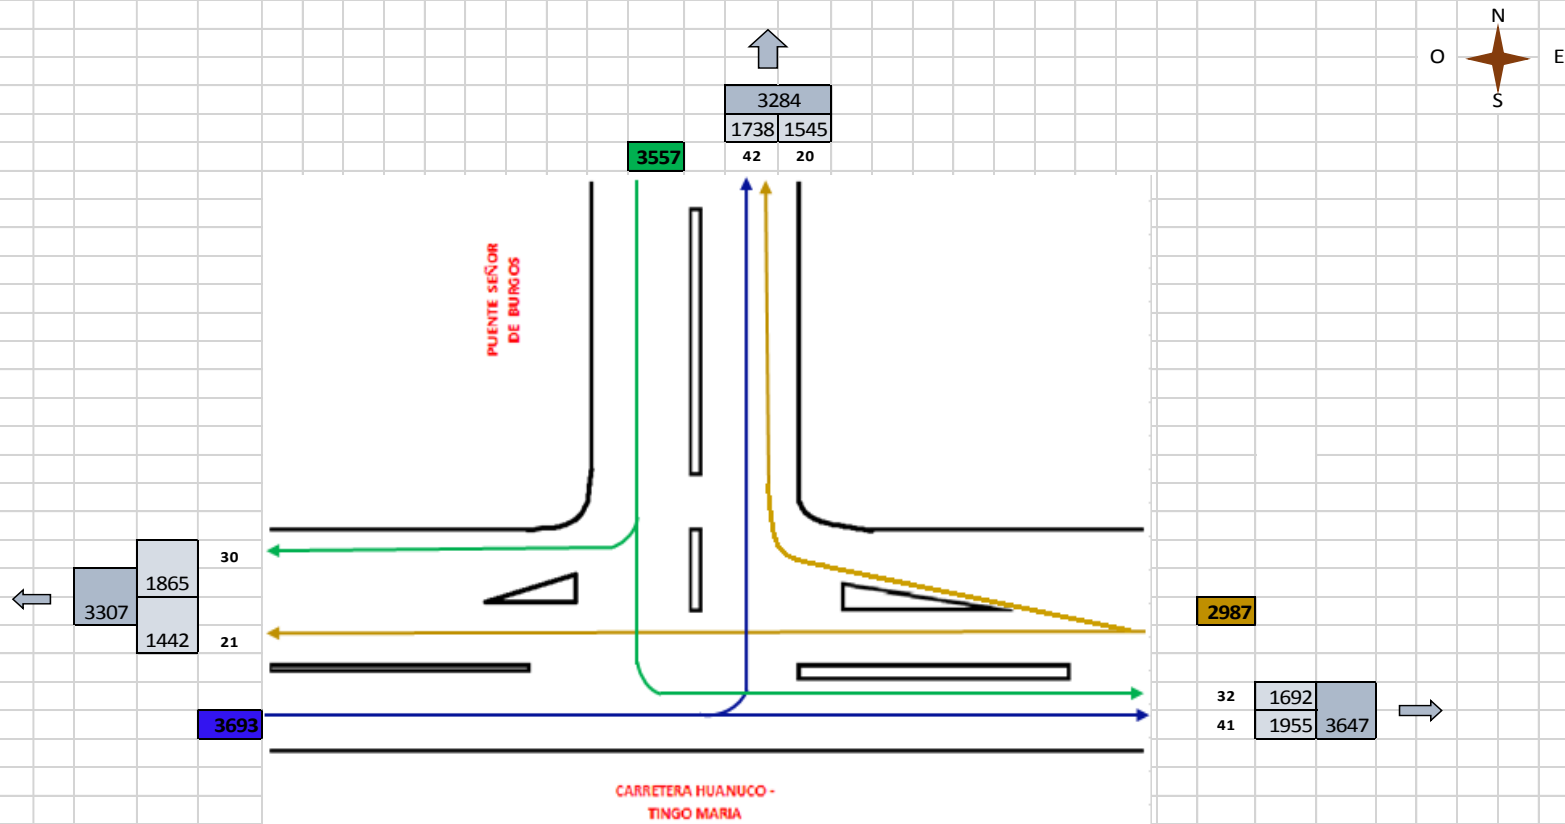 N
O
E
S
3284
1738 1545
3557
42 20
PUENTE SEÑOR
DE BURGOS
30
1865
3307
1442
21
2987
3693
32
1692
41
1955
3647
CARRETERA HUANUCO -
TINGO MARIA